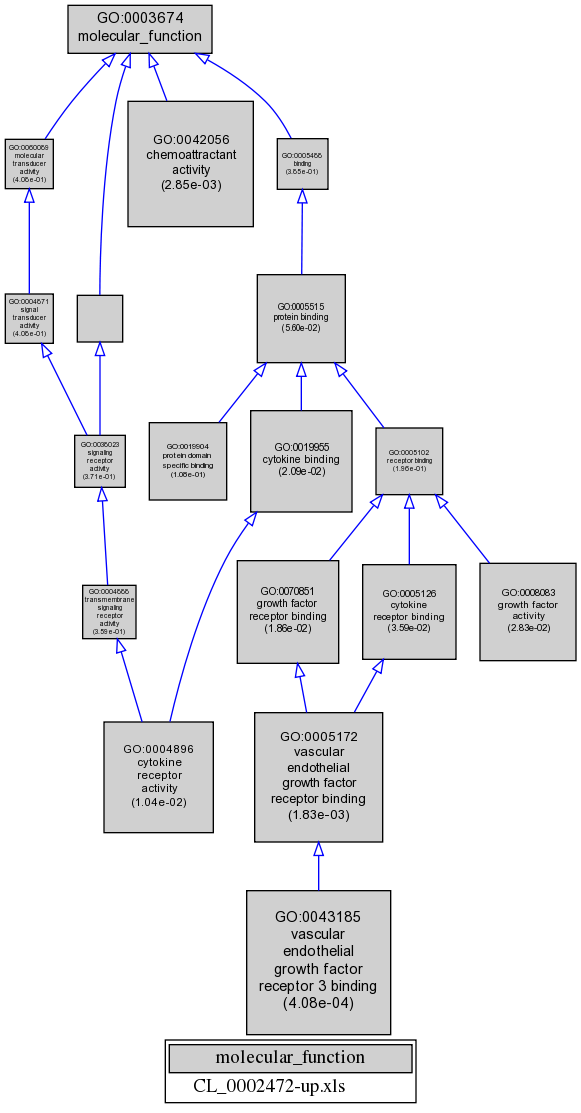 GO:0003674
molecular_function
GO:0060089
molecular
transducer
activity
(4.06e-01)
GO:0042056
chemoattractant
activity
(2.85e-03)
GO:0005488
binding
(3.65e-01)
GO:0004871
signal
transducer
activity
(4.06e-01)
GO:0005515
protein binding
(5.60e-02)
GO:0038023
signaling
receptor
activity
(3.71e-01)
GO:0019904
protein domain
specific binding
(1.08e-01)
GO:0019955
cytokine binding
(2.09e-02)
GO:0005102
receptor binding
(1.96e-01)
GO:0004888
transmembrane
signaling
receptor
activity
(3.59e-01)
GO:0070851
growth factor
receptor binding
(1.86e-02)
GO:0005126
cytokine
receptor binding
(3.59e-02)
GO:0008083
growth factor
activity
(2.83e-02)
GO:0004896
cytokine
receptor
activity
(1.04e-02)
GO:0005172
vascular
endothelial
growth factor
receptor binding
(1.83e-03)
GO:0043185
vascular
endothelial
growth factor
receptor 3 binding
(4.08e-04)
molecular_function
CL_0002472-up.xls